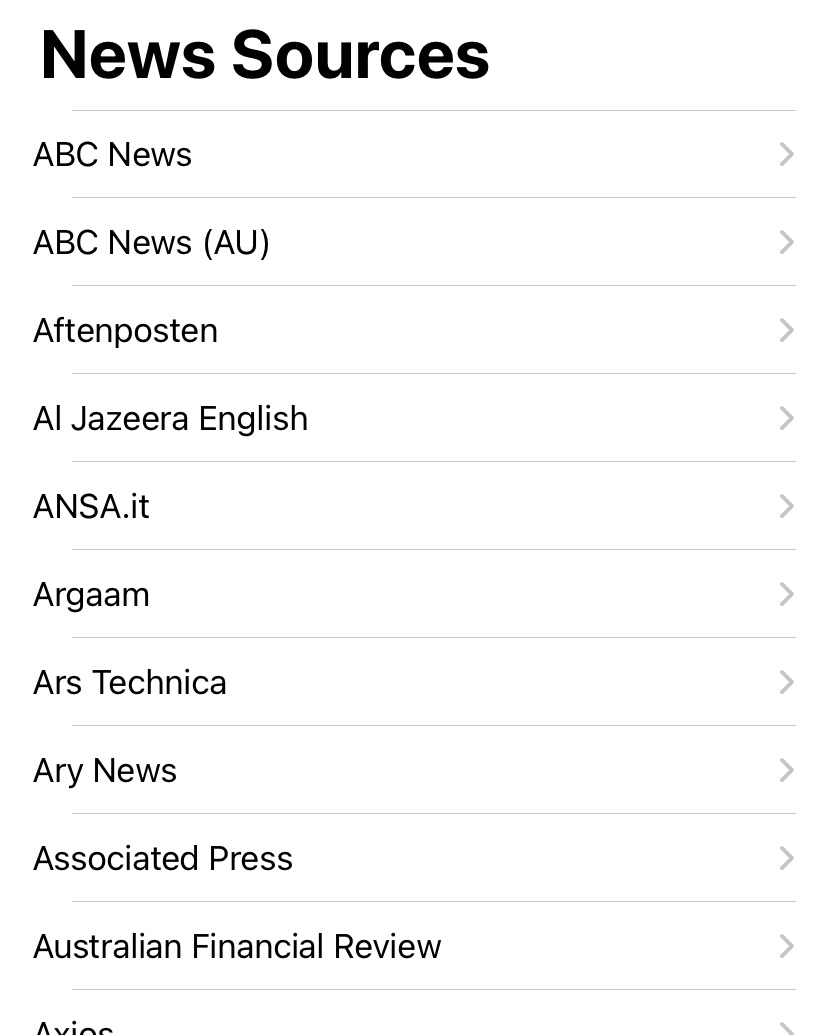 News Sources
ABC News
ABC News (AU)
Aftenposten
Al Jazeera English
ANSA.it
Argaam
Ars Technica
Ary News
Associated Press
Australian Financial Review
Axios